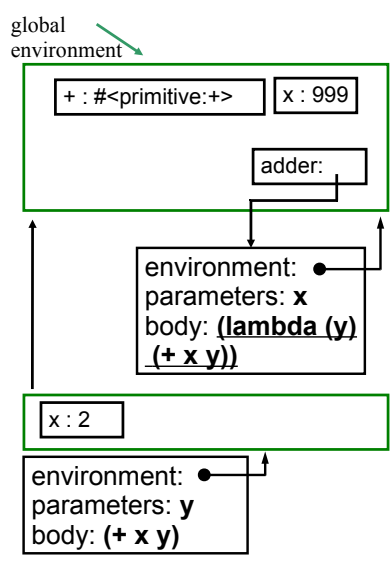 global
environment
+ : #<primitive:+>
x : 999
adder:
environment:
parameters: x
body: (lambda (y)
(+ x y))
x : 2
environment:
parameters: y
body: (+ x y)